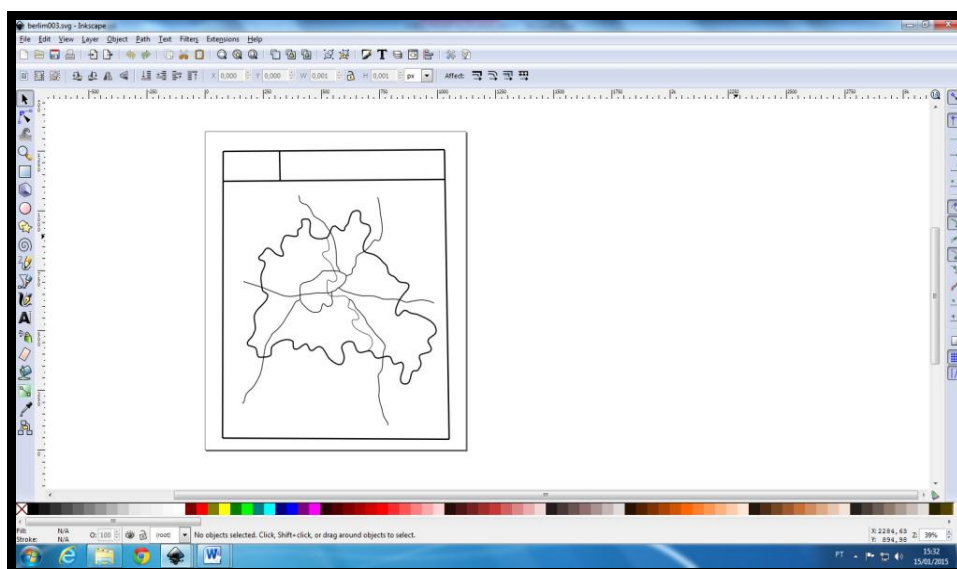 berlim003.svg - Inkscape
File Edit View Layer Object Path Text Filters Extensions Help
X 0,000 Y 0,000 W 0,001 H 0,001 px Affect:
Fill: N/A
Stroke: N/A
O: 100 (root) No objects selected. Click, Shift+click, or drag around objects to select.
X: 2284,63
Y: 894,98
Z: 39%
PT
15:32
15/01/2015